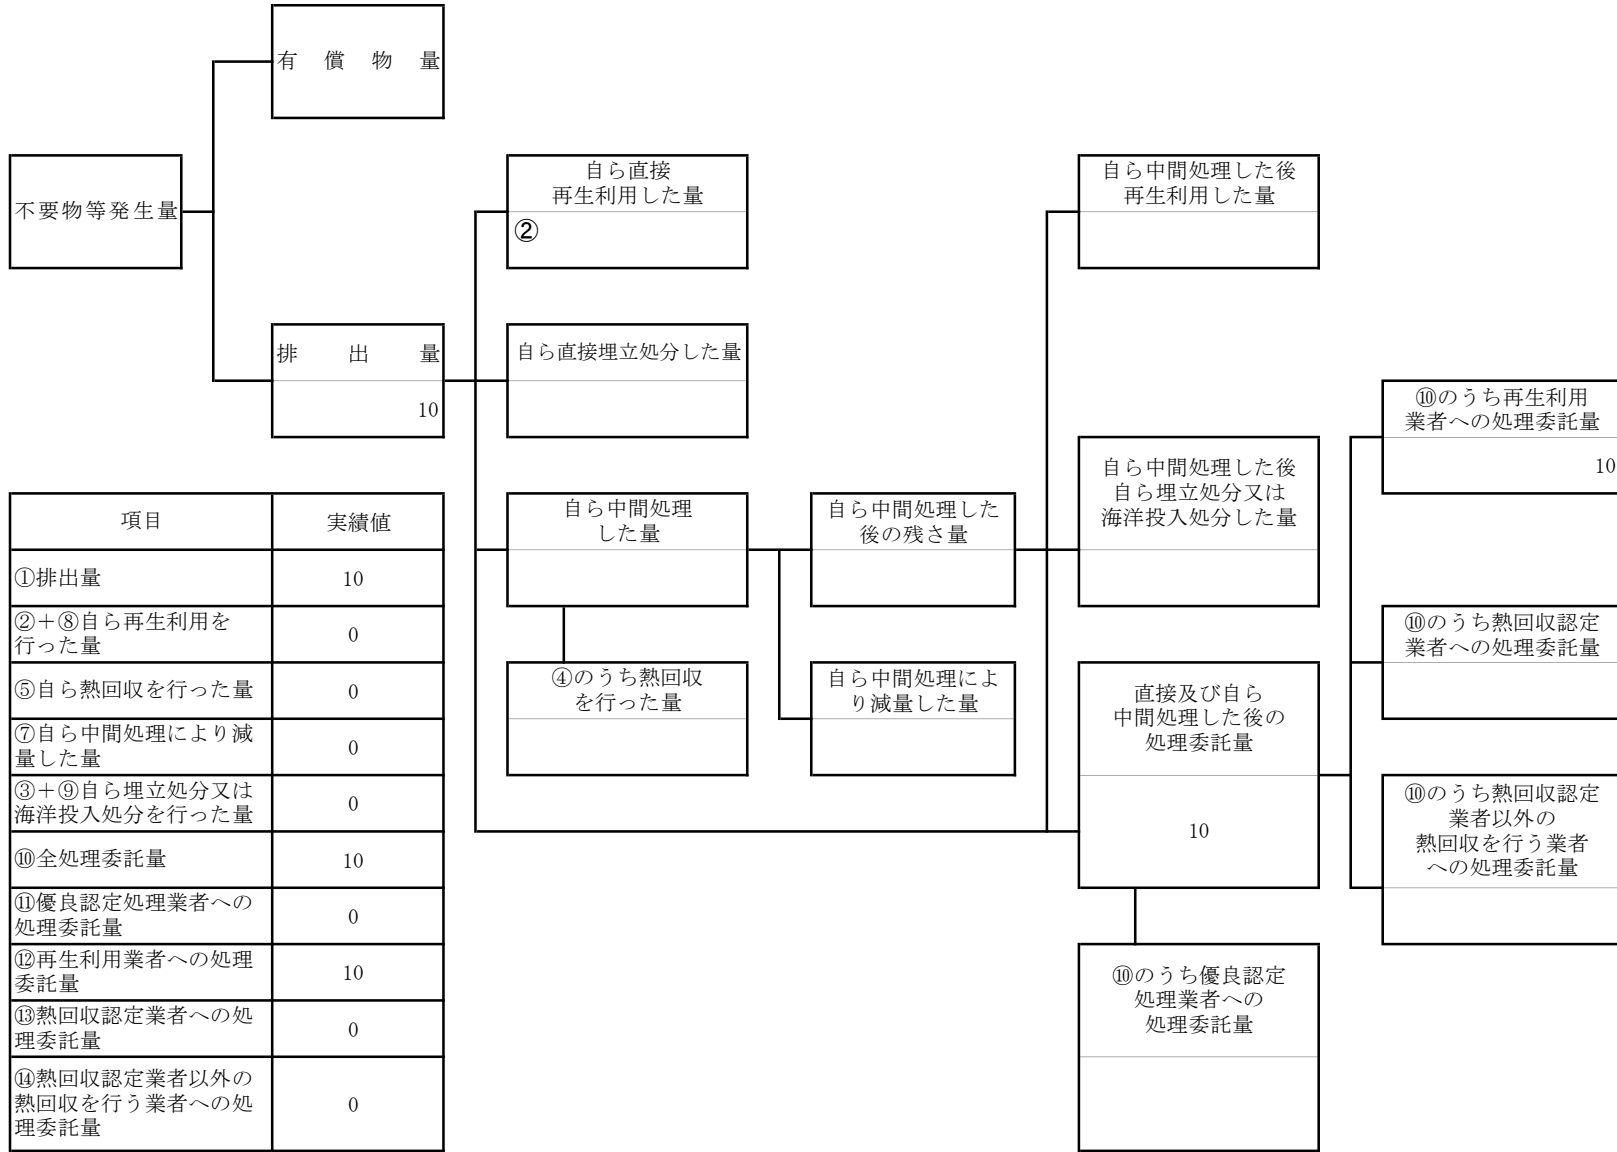 有償物量
不要物等発生量
自ら直接
再生利用した量
②
自ら中間処理した後
再生利用した量
排出量
10
自ら直接埋立処分した量
⑩のうち再生利用
業者への処理委託量
10
自ら中間処理した後
自ら埋立処分又は
海洋投入処分した量
自ら中間処理
した量
自ら中間処理した
後の残さ量
⑩のうち熱回収認定
業者への処理委託量
④のうち熱回収
を行った量
自ら中間処理によ
り減量した量
直接及び自ら
中間処理した後の
処理委託量
10
⑩のうち熱回収認定
業者以外の
熱回収を行う業者
への処理委託量
⑩のうち優良認定
処理業者への
処理委託量
項目 実績値
①排出量 10
②+⑧自ら再生利用を
行った量 0
⑤自ら熱回収を行った量 0
⑦自ら中間処理により減
量した量 0
③+⑨自ら埋立処分又は
海洋投入処分を行った量 0
⑩全処理委託量 10
⑪優良認定処理業者への
処理委託量 0
⑫再生利用業者への処理
委託量 10
⑬熱回収認定業者への処
理委託量 0
⑭熱回収認定業者以外の
熱回収を行う業者への処
理委託量 0